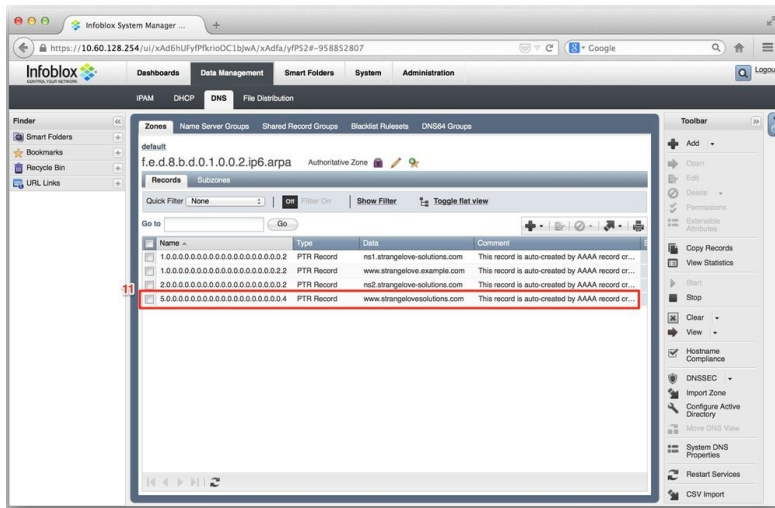 Infoblox System Manager ...
https://10.60.128.254/ui/xAd6hUFyfPfkrioOC1bJwA/xAdfa/yfP52#-958852807
Google
Infoblox
CONTROL YOUR NETWORK
Dashboards Data Management Smart Folders System Administration
Logou
IPAM DHCP DNS File Distribution
Finder
Smart Folders
Bookmarks
Recycle Bin
URL Links
Zones Name Server Groups Shared Record Groups Blacklist Rulesets DNS64 Groups
default
f.e.d.8.b.d.0.1.0.0.2.ip6.arpa Authoritative Zone
Records Subzones
Quick Filter None Off Filter On Show Filter Toggle flat view
Go to Go
Name Type Data Comment S
1.0.0.0.0.0.0.0.0.0.0.0.0.0.0.0.0.0.0.0.2 PTR Record ns1.strangelove-solutions.com This record is auto-created by AAAA record cr...
1.0.0.0.0.0.0.0.0.0.0.0.0.0.0.0.0.0.0.2.2 PTR Record www.strangelove.example.com This record is auto-created by AAAA record cr...
2.0.0.0.0.0.0.0.0.0.0.0.0.0.0.0.0.0.0.0.2 PTR Record ns2.strangelove-solutions.com This record is auto-created by AAAA record cr...
11
5.0.0.0.0.0.0.0.0.0.0.0.0.0.0.0.0.0.0.0.4 PTR Record www.strangelovesolutions.com This record is auto-created by AAAA record cr...
Toolbar
Add
Open
Edit
Delete
Permissions
Extensible
Attributes
Copy Records
View Statistics
Start
Stop
Clear
View
Hostname
Compliance
DNSSEC
Import Zone
Configure Active
Directory
Move DNS View
System DNS
Properties
Restart Services
CSV Import